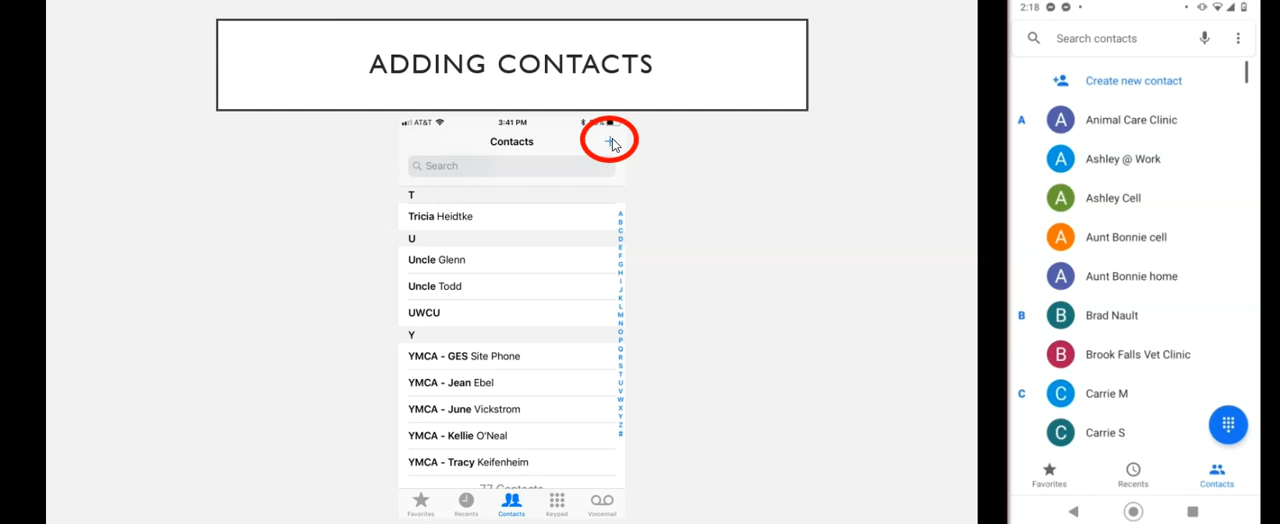 ADDING CONTACTS
AT&T 3:41 PM
Contacts
Search
T
Tricia Heidtke
U
Uncle Glenn
Uncle Todd
UWCU
Y
YMCA - GES Site Phone
YMCA - Jean Ebel
YMCA - June Vickstrom
YMCA - Kellie O'Neal
YMCA - Tracy Keifenheim
77 Contacts
A
B
C
D
E
F
G
H
I
J
K
L
M
N
O
P
Q
R
S
T
U
V
W
X
Y
Z
#
Favorites Recents Contacts Keypad Voicemail
2:18
Search contacts
Create new contact
A A Animal Care Clinic
A Ashley @ Work
A Ashley Cell
A Aunt Bonnie cell
A Aunt Bonnie home
B B Brad Nault
B Brook Falls Vet Clinic
C C Carrie M
C Carrie S
Favorites Recents Contacts